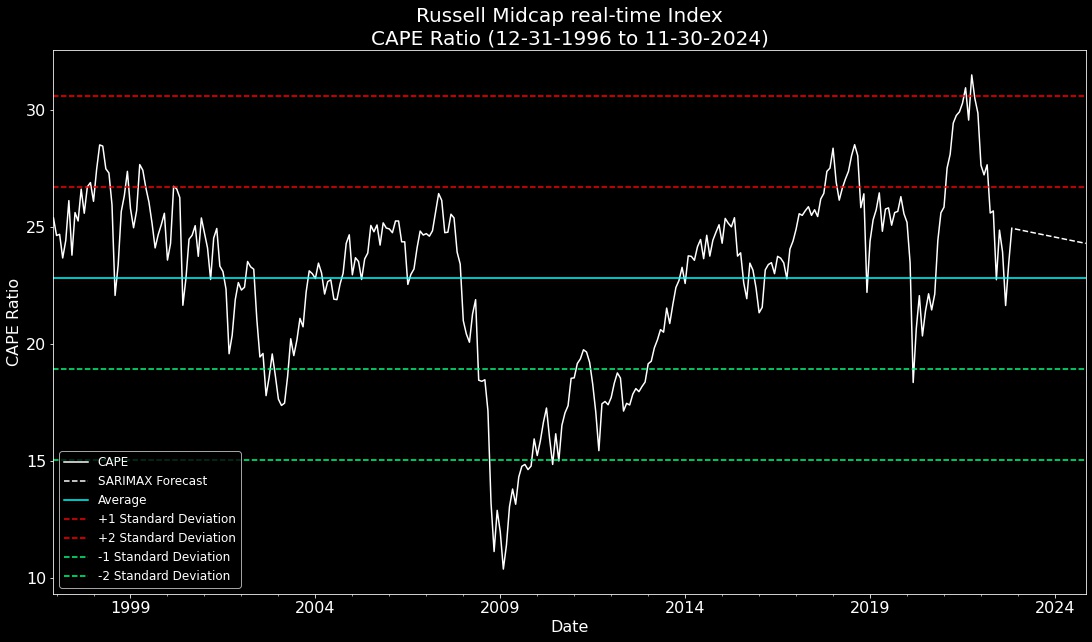 Russell Midcap real-time Index
CAPE Ratio (12-31-1996 to 11-30-2024)
CAPE Ratio
30
25
20
15
10
CAPE
SARIMAX Forecast
Average
+1 Standard Deviation
+2 Standard Deviation
-1 Standard Deviation
-2 Standard Deviation
1999
2004
2009
2014
2019
2024
Date